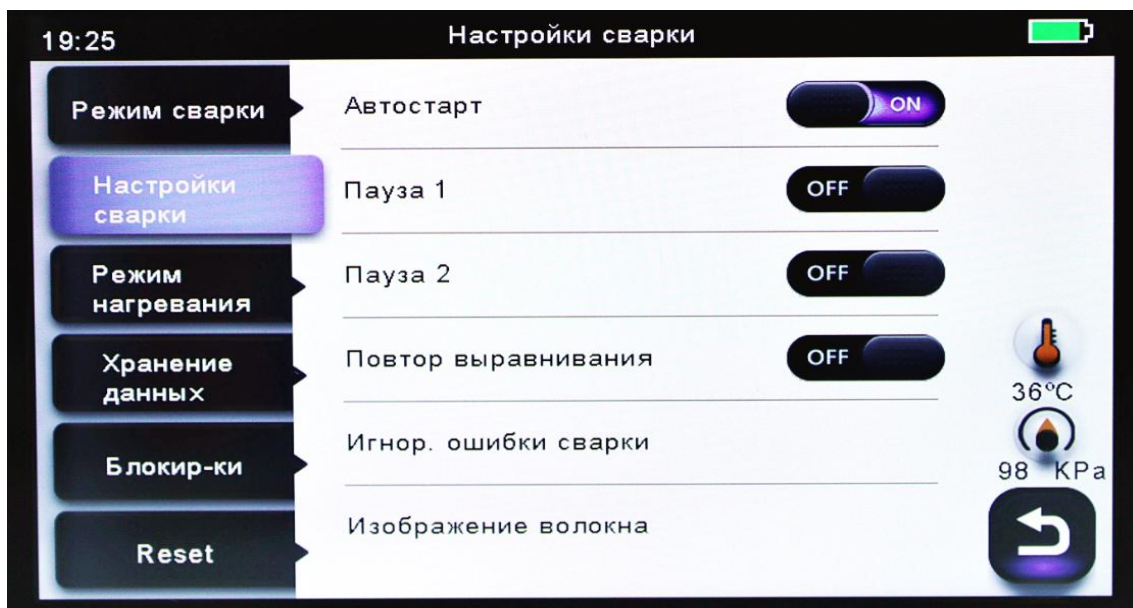 19:25
Настройки сварки
Режим сварки
Настройки
сварки
Режим
нагревания
Хранение
данных
Блокир-ки
Reset
Автостарт
ON
Пауза 1
OFF
Пауза 2
OFF
Повтор выравнивания
OFF
Игнор. ошибки сварки
Изображение волокна
36°C
98 KPa